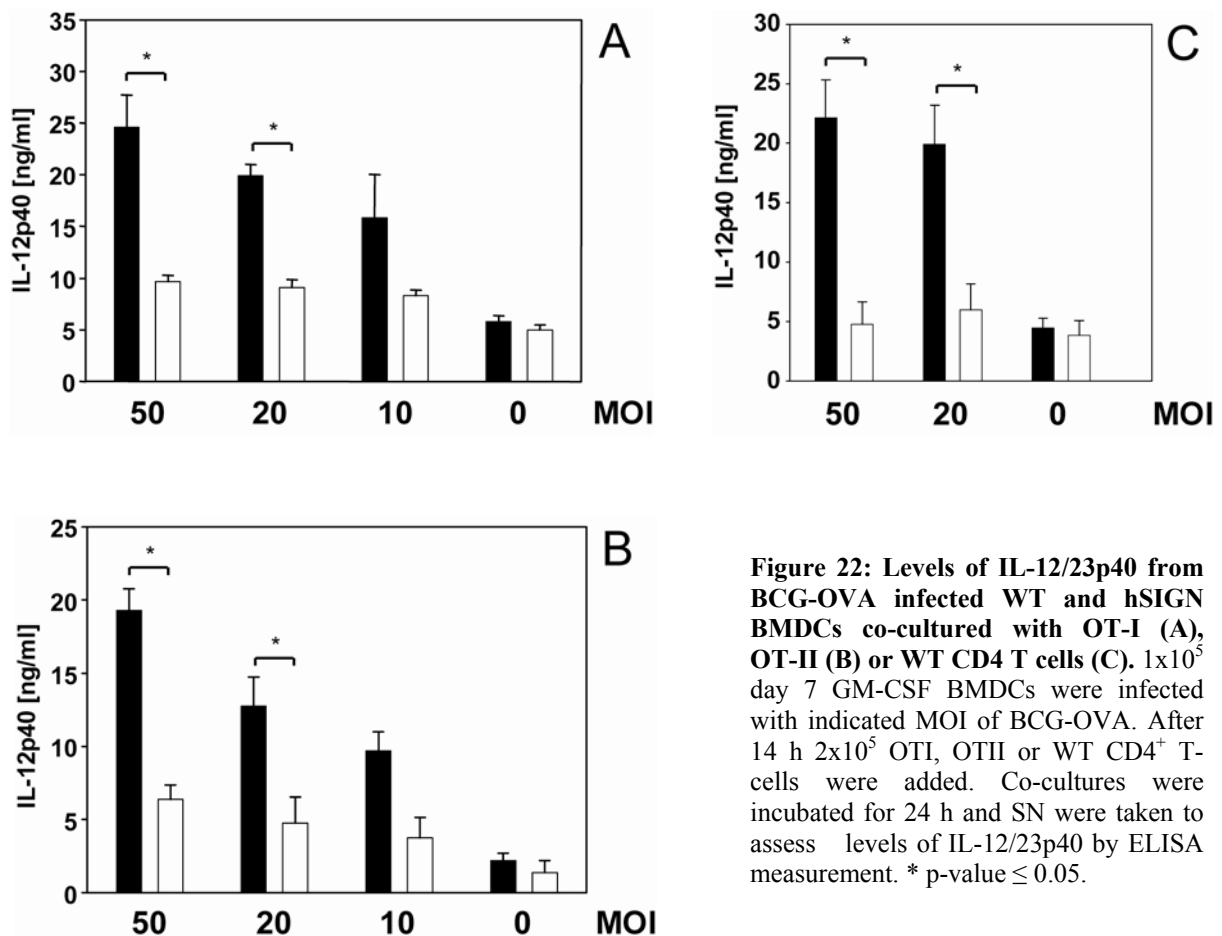 A
35
30
25
20
15
10
5
0
IL-12p40 [ng/ml]
*
*
50 20 10 0 MOI
C
30
25
20
15
10
5
0
IL-12p40 [ng/ml]
*
*
50 20 0 MOI
B
25
20
15
10
5
0
IL-12p40 [ng/ml]
*
*
50 20 10 0 MOI
Figure 22: Levels of IL-12/23p40 from
BCG-OVA infected WT and hSIGN
BMDCs co-cultured with OT-I (A),
OT-II (B) or WT CD4 T cells (C). 1x10⁵
day 7 GM-CSF BMDCs were infected
with indicated MOI of BCG-OVA. After
14 h 2x10⁵ OTI, OTII or WT CD4⁺ T-
cells were added. Co-cultures were
incubated for 24 h and SN were taken to
assess levels of IL-12/23p40 by ELISA
measurement. * p-value ≤ 0.05.